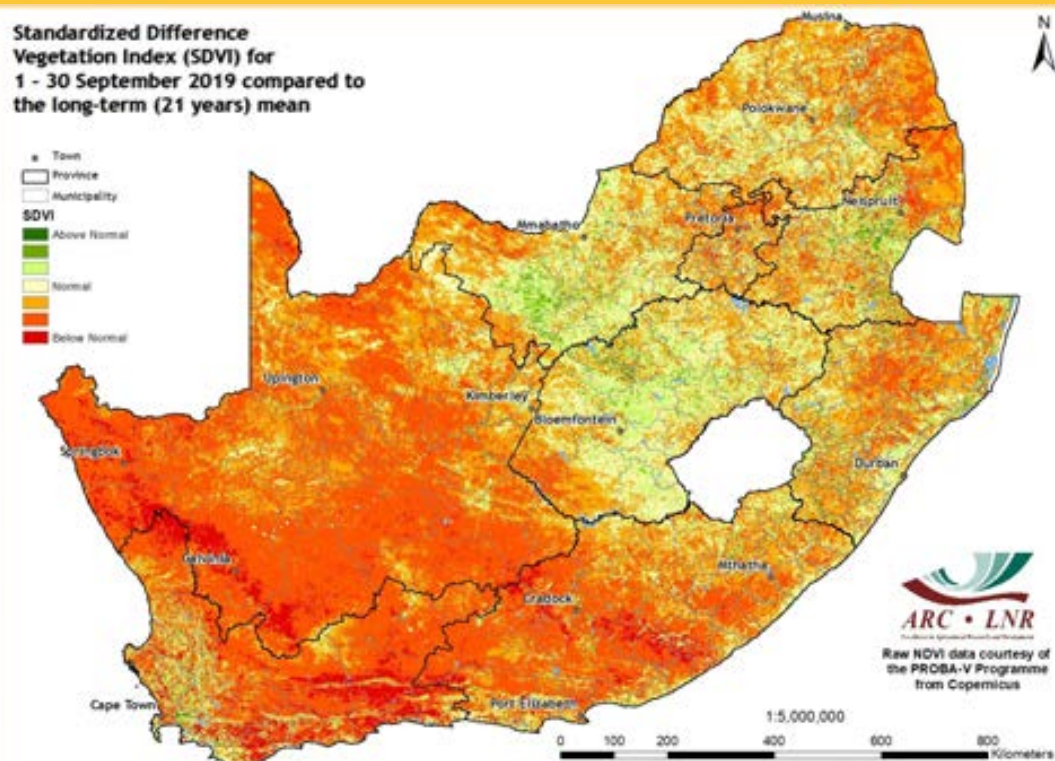 Standardized Difference
Vegetation Index (SDVI) for
1 - 30 September 2019 compared to
the long-term (21 years) mean
Town
Province
Municipality
SDVI
Above Normal
Normal
Below Normal
N
Musina
Polokwane
Nelspruit
Pretoria
Mmabatho
Upington
Kimberley
Bloemfontein
Springbok
Durban
Calvinia
Mthatha
Cradock
Cape Town
Port Elizabeth
ARC • LNR
Raw NDVI data courtesy of
the PROBA-V Programme
from Copernicus
1:5,000,000
0 100 200 400 600 800
Kilometers